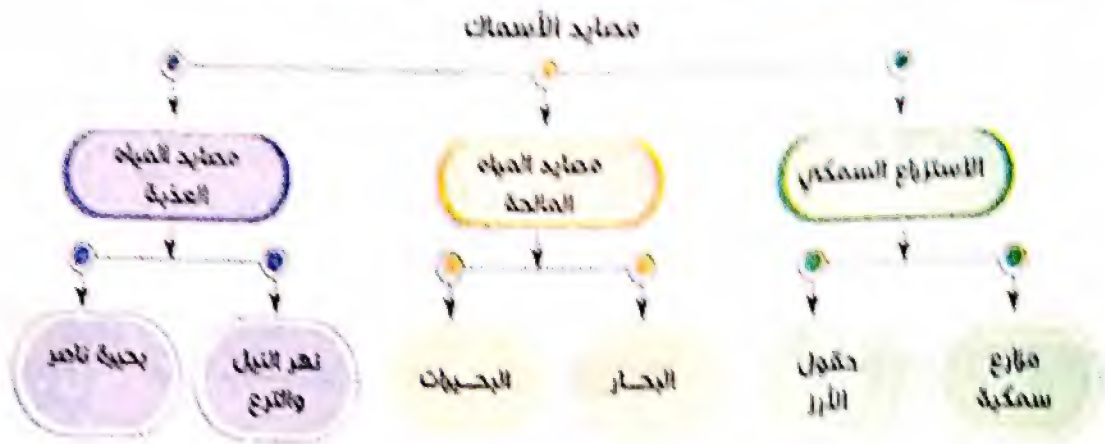 مصايد الأسماك
الأستزراع السمكي
مصايد المياه
المالحة
مصايد المياه
العذبة
مزارع
سمكية
حقول
الأرز
البحار
البحيرات
نهر النيل
والترع
بحيرة ناصر